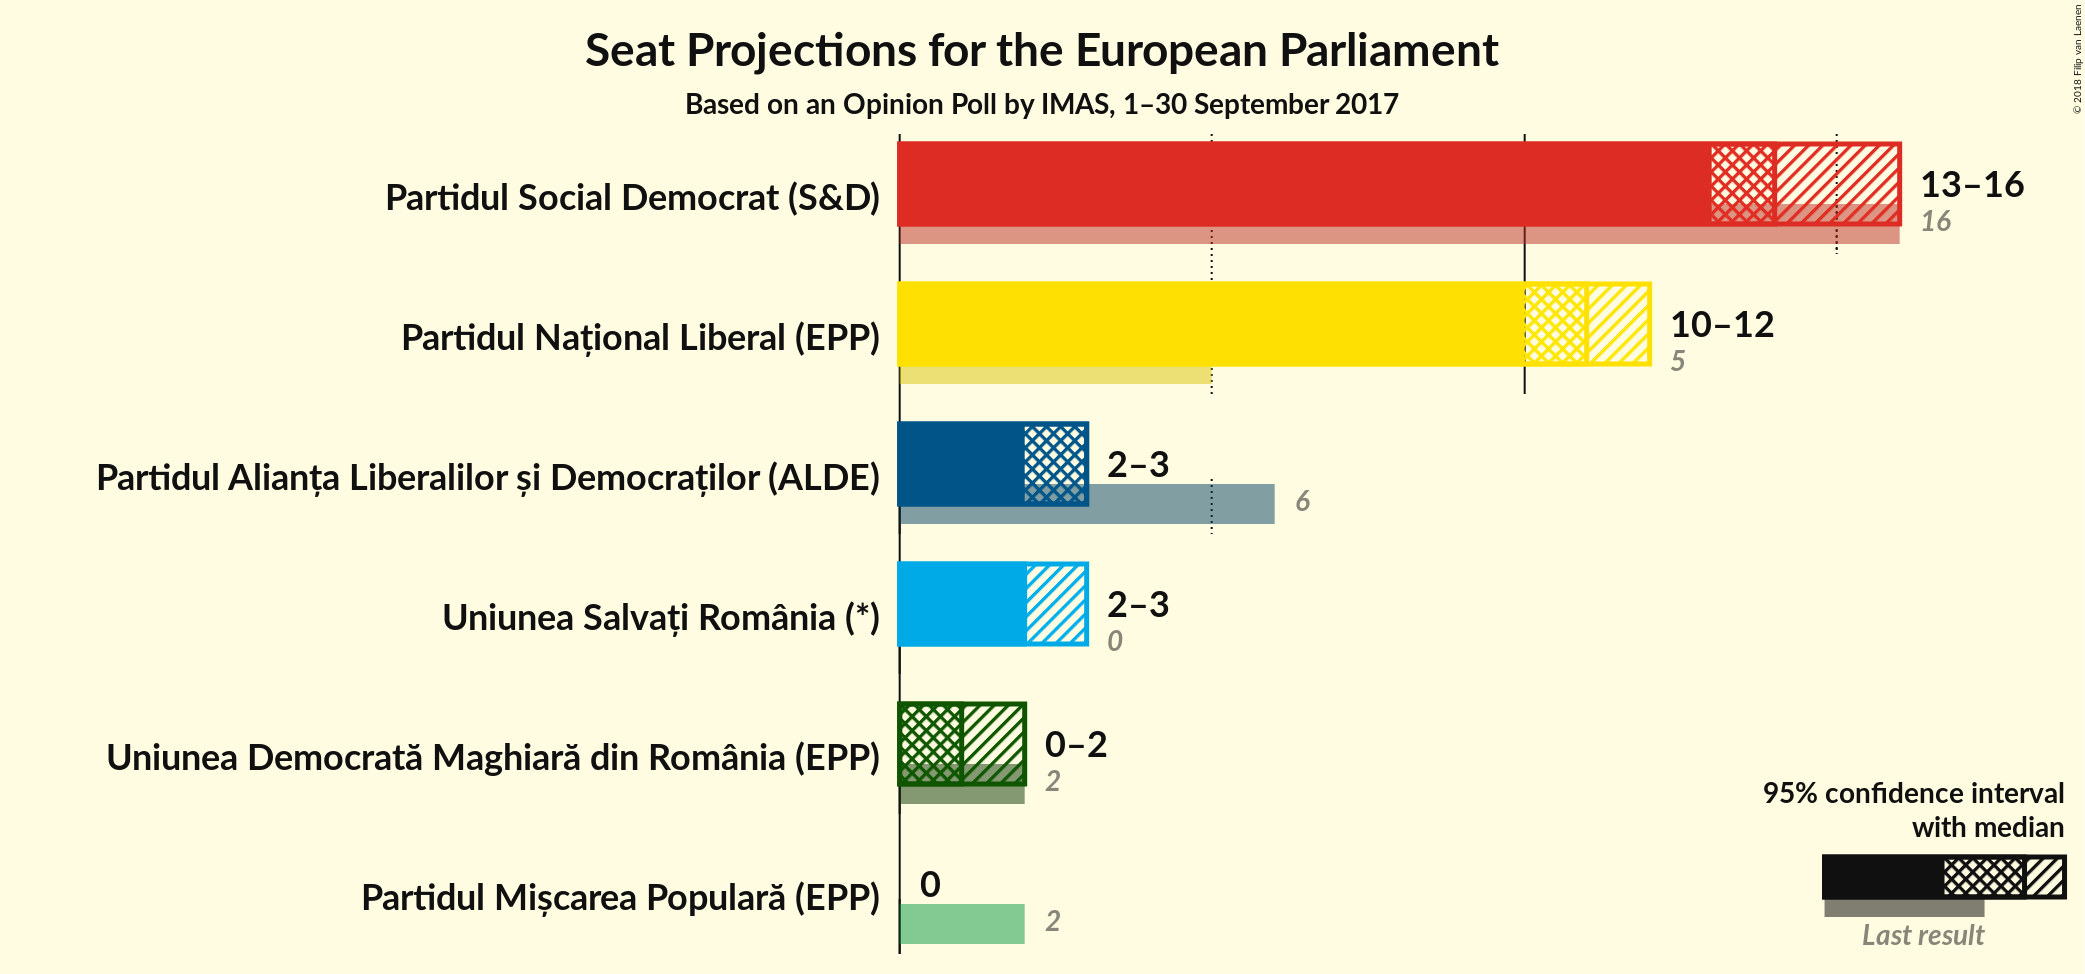 Seat Projections for the European Parliament
Based on an Opinion Poll by IMAS, 1–30 September 2017
© 2018 Filip van Laenen
Partidul Social Democrat (S&D)
13–16
16
Partidul Național Liberal (EPP)
10–12
5
Partidul Alianța Liberalilor și Democraților (ALDE)
2–3
6
Uniunea Salvați România (*)
2–3
0
Uniunea Democrată Maghiară din România (EPP)
0–2
2
Partidul Mișcarea Populară (EPP)
0
2
95% confidence interval
with median
Last result